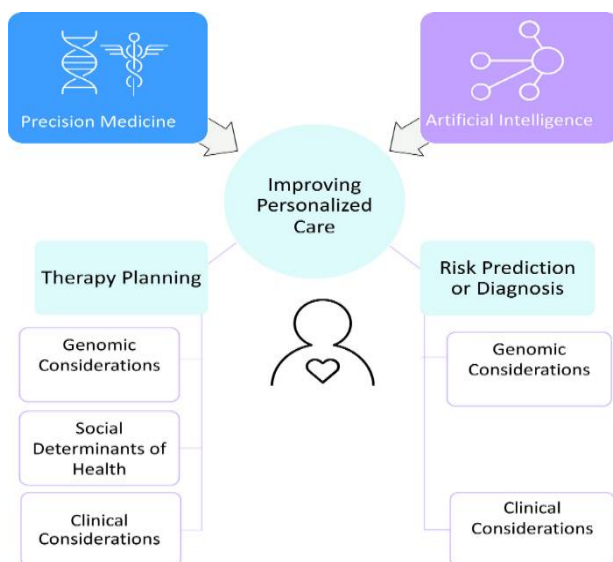 Precision Medicine
Artificial Intelligence
Improving
Personalized
Care
Therapy Planning
Risk Prediction
or Diagnosis
Genomic
Considerations
Social
Determinants of
Health
Clinical
Considerations
Genomic
Considerations
Clinical
Considerations